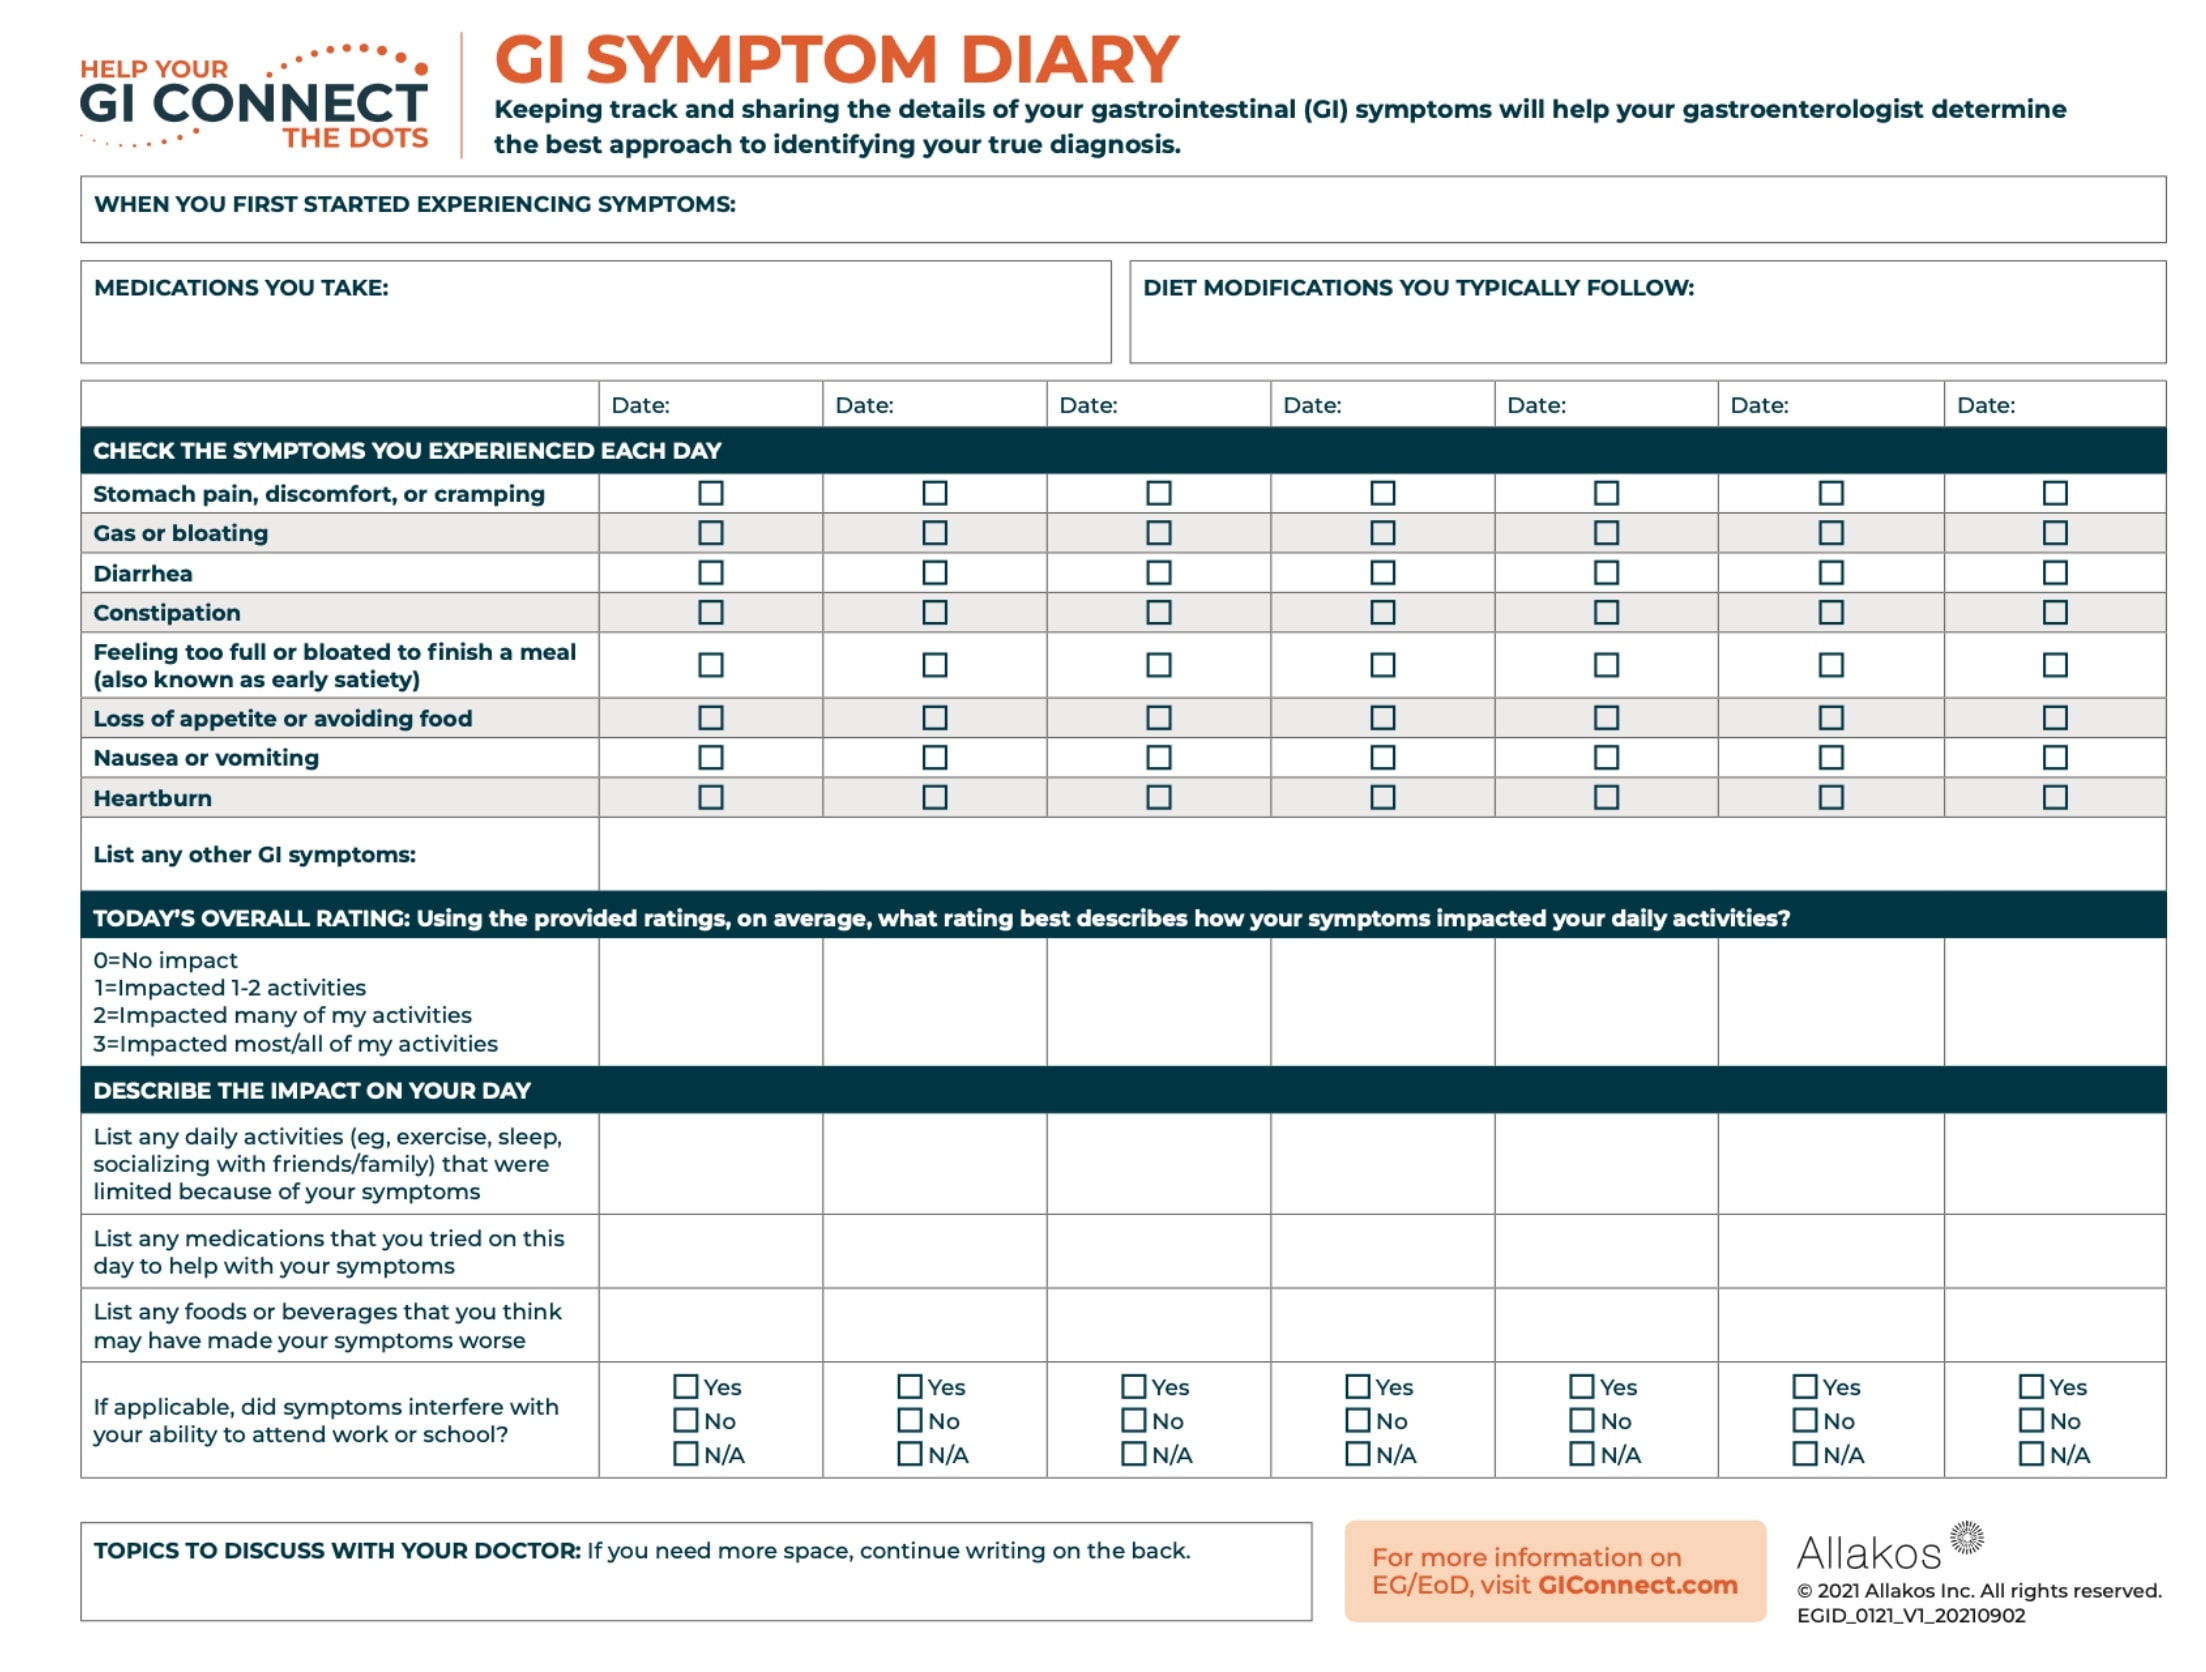 HELP YOUR
GI CONNECT
THE DOTS
GI SYMPTOM DIARY
Keeping track and sharing the details of your gastrointestinal (GI) symptoms will help your gastroenterologist determine
the best approach to identifying your true diagnosis.
WHEN YOU FIRST STARTED EXPERIENCING SYMPTOMS:
MEDICATIONS YOU TAKE:
DIET MODIFICATIONS YOU TYPICALLY FOLLOW:
Date: Date: Date: Date: Date: Date: Date:
CHECK THE SYMPTOMS YOU EXPERIENCED EACH DAY
Stomach pain, discomfort, or cramping
Gas or bloating
Diarrhea
Constipation
Feeling too full or bloated to finish a meal
(also known as early satiety)
Loss of appetite or avoiding food
Nausea or vomiting
Heartburn
List any other GI symptoms:
TODAY'S OVERALL RATING: Using the provided ratings, on average, what rating best describes how your symptoms impacted your daily activities?
0=No impact
1=Impacted 1-2 activities
2=Impacted many of my activities
3=Impacted most/all of my activities
DESCRIBE THE IMPACT ON YOUR DAY
List any daily activities (eg, exercise, sleep,
socializing with friends/family) that were
limited because of your symptoms
List any medications that you tried on this
day to help with your symptoms
List any foods or beverages that you think
may have made your symptoms worse
If applicable, did symptoms interfere with
your ability to attend work or school?
Yes Yes Yes Yes Yes Yes Yes
No No No No No No No
N/A N/A N/A N/A N/A N/A N/A
TOPICS TO DISCUSS WITH YOUR DOCTOR: If you need more space, continue writing on the back.
For more information on
EG/EoD, visit GIConnect.com
Allakos
© 2021 Allakos Inc. All rights reserved.
EGID_0121_V1_20210902